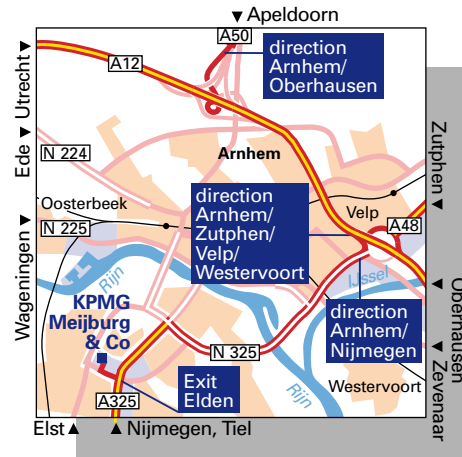 Apeldoorn
A50
direction
Arnhem/
Oberhausen
A12
Utrecht
Ede
Wageningen
N 224
Arnhem
Zutphen
Oosterbeek
N 225
direction
Arnhem/
Zutphen/
Velp/
Westervoort
Velp
A48
Rijn
IJssel
KPMG
Meijburg
& Co
direction
Arnhem/
Nijmegen
Oberhausen
Zevenaar
N 325
Exit
Elden
Rijn
Westervoort
A325
Elst
Nijmegen, Tiel